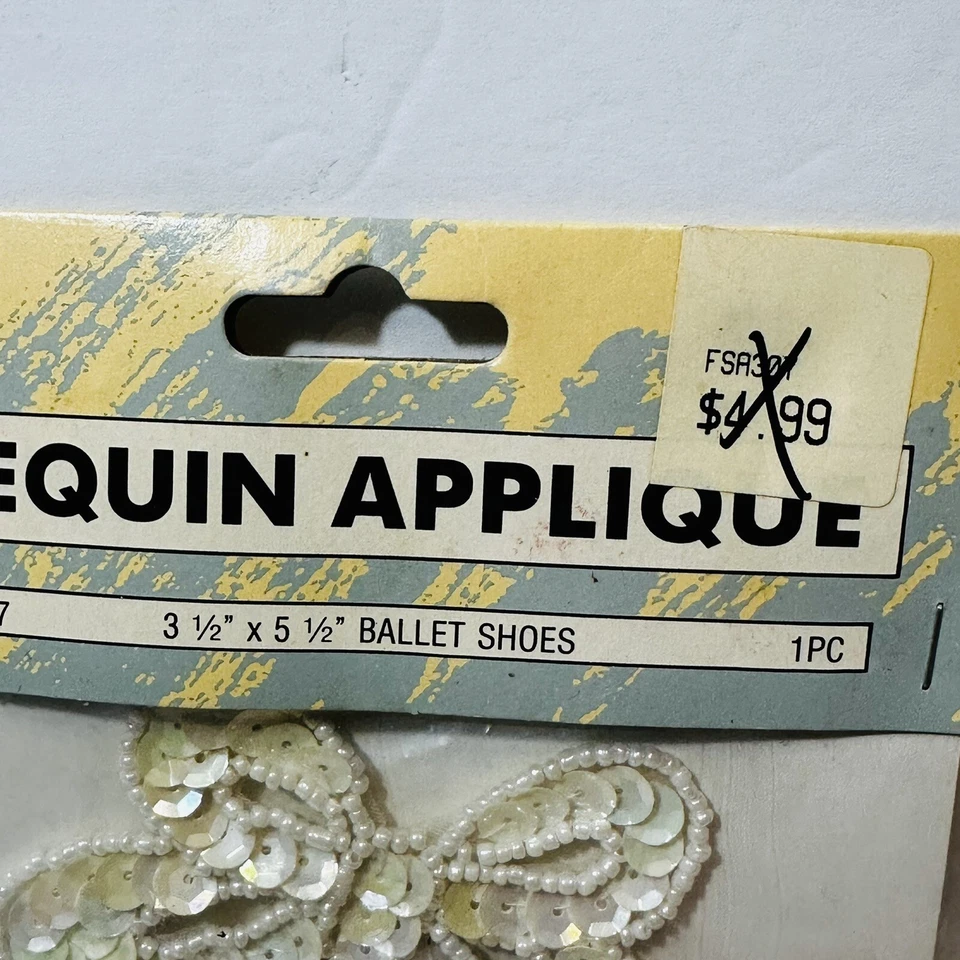 FSA307
$4.99
EQUIN APPLIQUE
7
3 ½" x 5 ½" BALLET SHOES
1PC